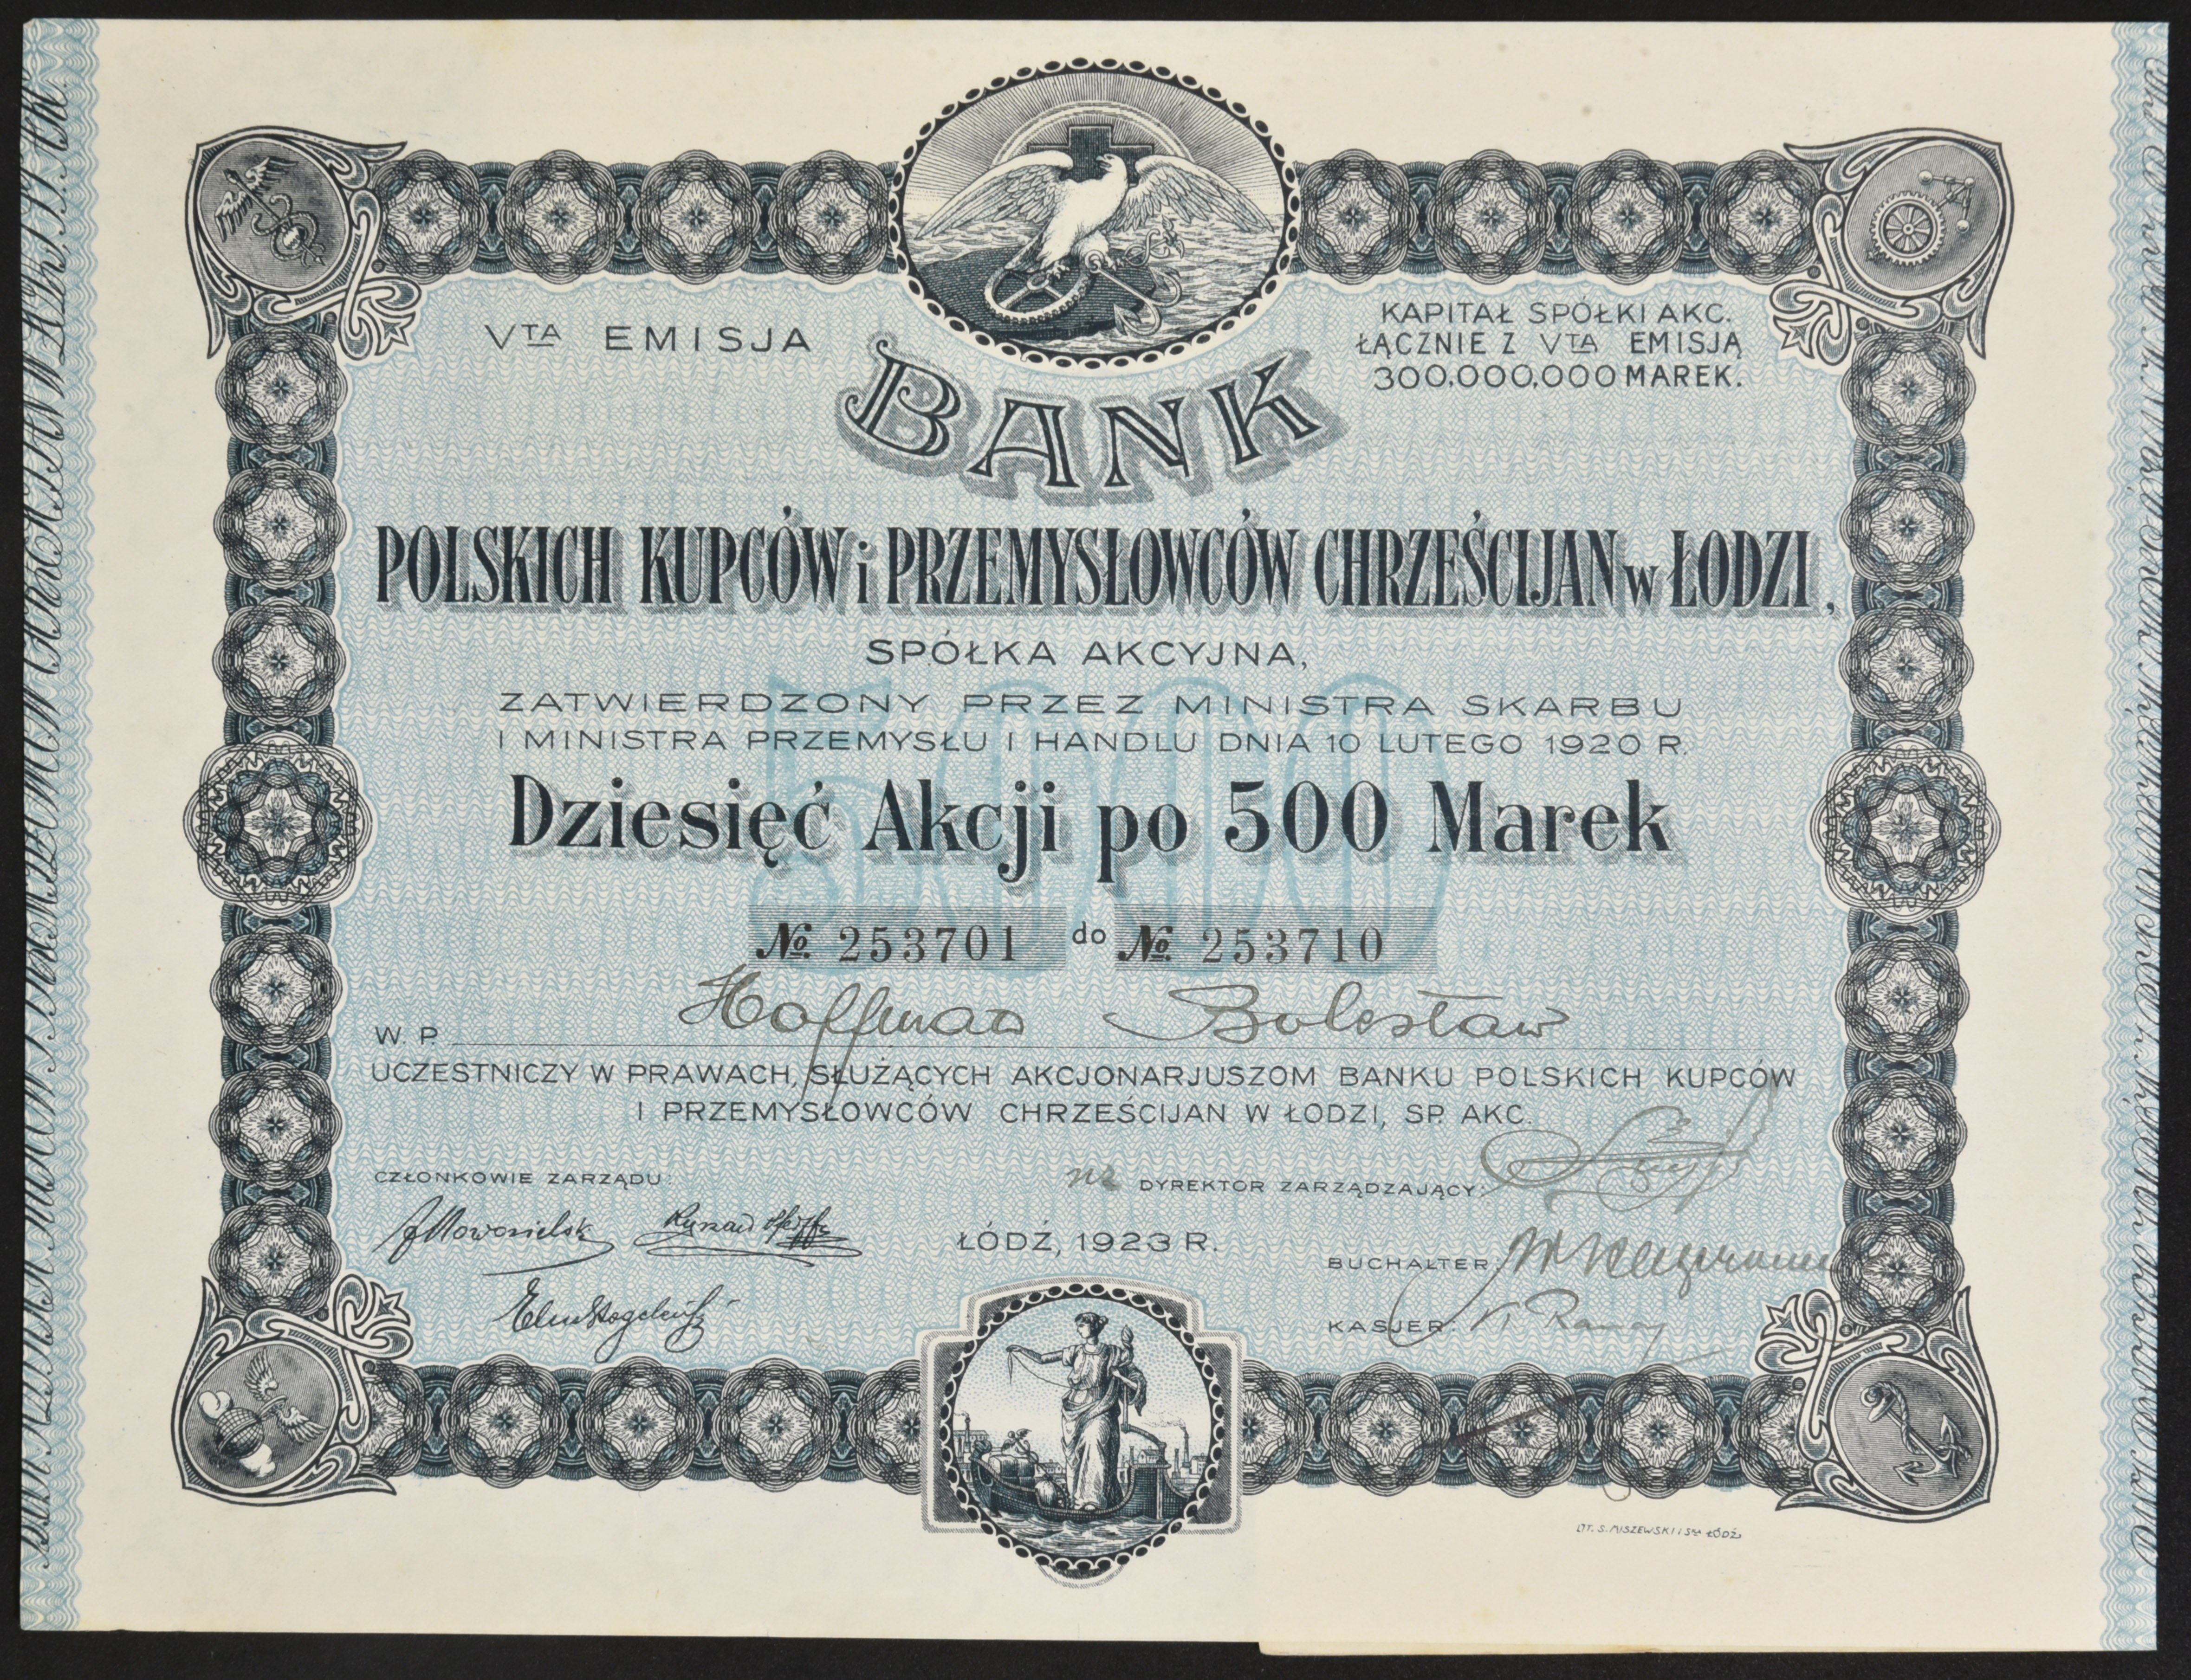 VTA EMISJA
KAPITAŁ SPÓŁKI AKC.
ŁĄCZNIE Z VTA EMISJĄ
300.000.000 MAREK.
BANK
POLSKICH KUPCÓW i PRZEMYSŁOWCÓW CHRZEŚCIJAN w ŁODZI,
SPÓŁKA AKCYJNA,
ZATWIERDZONY PRZEZ MINISTRA SKARBU
I MINISTRA PRZEMYSŁU I HANDLU DNIA 10 LUTEGO 1920 R.
5000
Dziesięć Akcji po 500 Marek
№ 253701 do № 253710
W. P. Hoffman Bolesław
UCZESTNICZY W PRAWACH, SŁUŻĄCYCH AKCJONARJUSZOM BANKU POLSKICH KUPCÓW
I PRZEMYSŁOWCÓW CHRZEŚCIJAN W ŁODZI, SP. AKC.
CZŁONKOWIE ZARZĄDU:
DYREKTOR ZARZĄDZAJĄCY:
ŁÓDŹ, 1923 R.
BUCHALTER
KASJER:
LIT. S. MISZEWSKI I Ska ŁÓDŹ